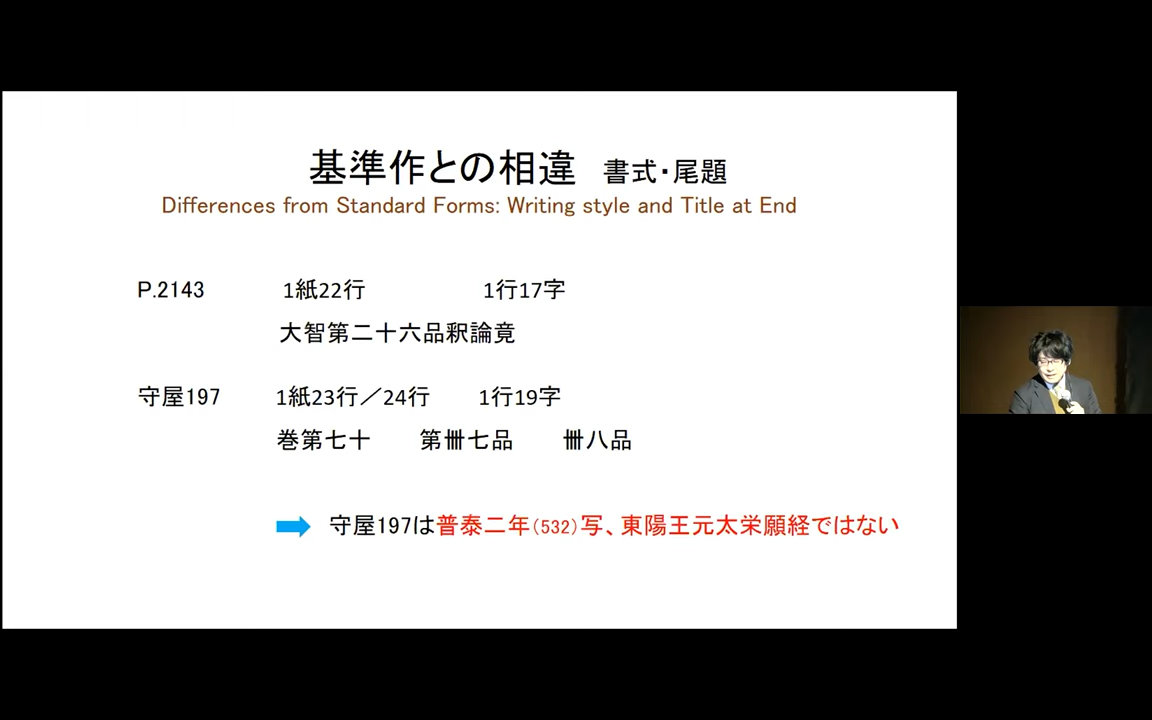 基準作との相違 書式・尾題
Differences from Standard Forms: Writing style and Title at End
P.2143 1紙22行 1行17字
大智第二十六品釈論竟
守屋197 1紙23行／24行 1行19字
巻第七十 第卌七品 卌八品
守屋197は普泰二年(532)写、東陽王元太栄願経ではない